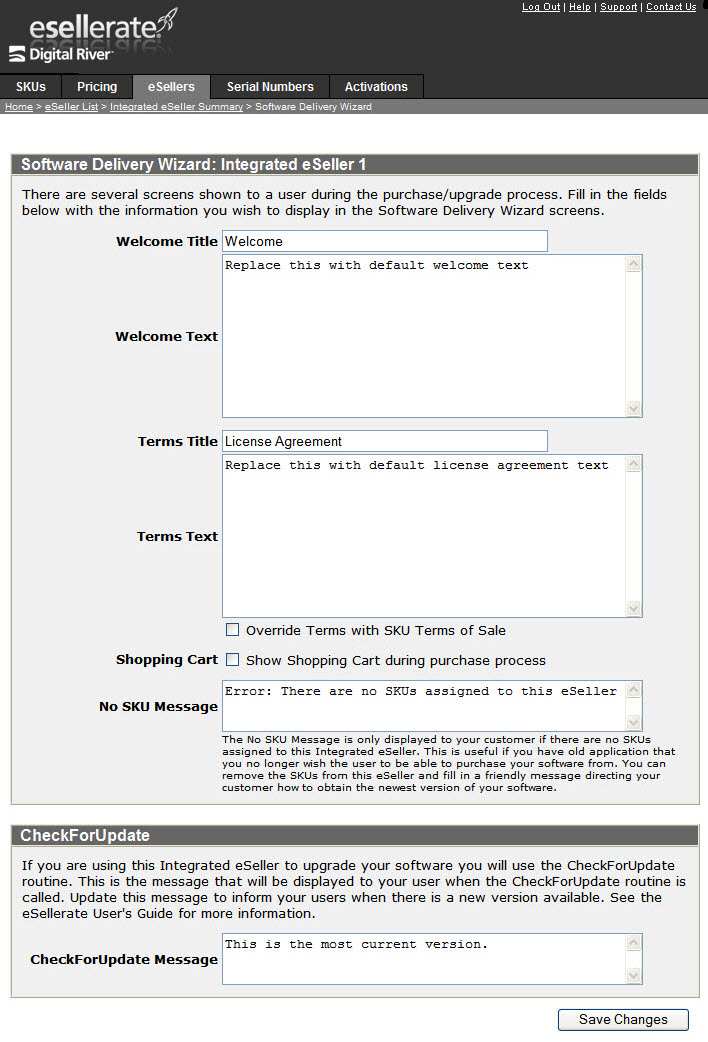 Log Out | Help | Support | Contact Us
esellerate
Digital River
SKUs Pricing eSellers Serial Numbers Activations
Home > eSeller List > Integrated eSeller Summary > Software Delivery Wizard
Software Delivery Wizard: Integrated eSeller 1
There are several screens shown to a user during the purchase/upgrade process. Fill in the fields
below with the information you wish to display in the Software Delivery Wizard screens.
Welcome Title Welcome
Replace this with default welcome text
Welcome Text
Terms Title License Agreement
Replace this with default license agreement text
Terms Text
Override Terms with SKU Terms of Sale
Shopping Cart Show Shopping Cart during purchase process
Error: There are no SKUs assigned to this eSeller
No SKU Message
The No SKU Message is only displayed to your customer if there are no SKUs
assigned to this Integrated eSeller. This is useful if you have old application that
you no longer wish the user to be able to purchase your software from. You can
remove the SKUs from this eSeller and fill in a friendly message directing your
customer how to obtain the newest version of your software.
CheckForUpdate
If you are using this Integrated eSeller to upgrade your software you will use the CheckForUpdate
routine. This is the message that will be displayed to your user when the CheckForUpdate routine is
called. Update this message to inform your users when there is a new version available. See the
eSellerate User's Guide for more information.
This is the most current version.
CheckForUpdate Message
Save Changes